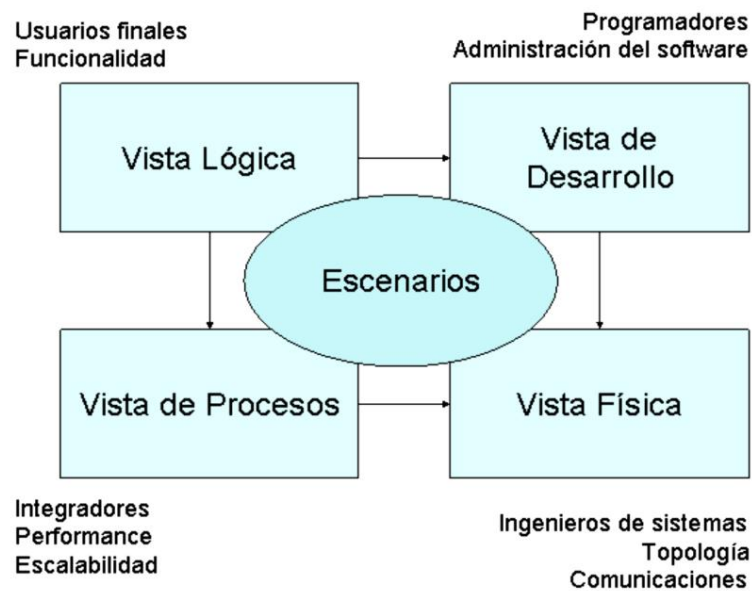 Usuarios finales
Funcionalidad
Programadores
Administración del software
Vista Lógica
Vista de
Desarrollo
Escenarios
Vista de Procesos
Vista Física
Integradores
Performance
Escalabilidad
Ingenieros de sistemas
Topología
Comunicaciones